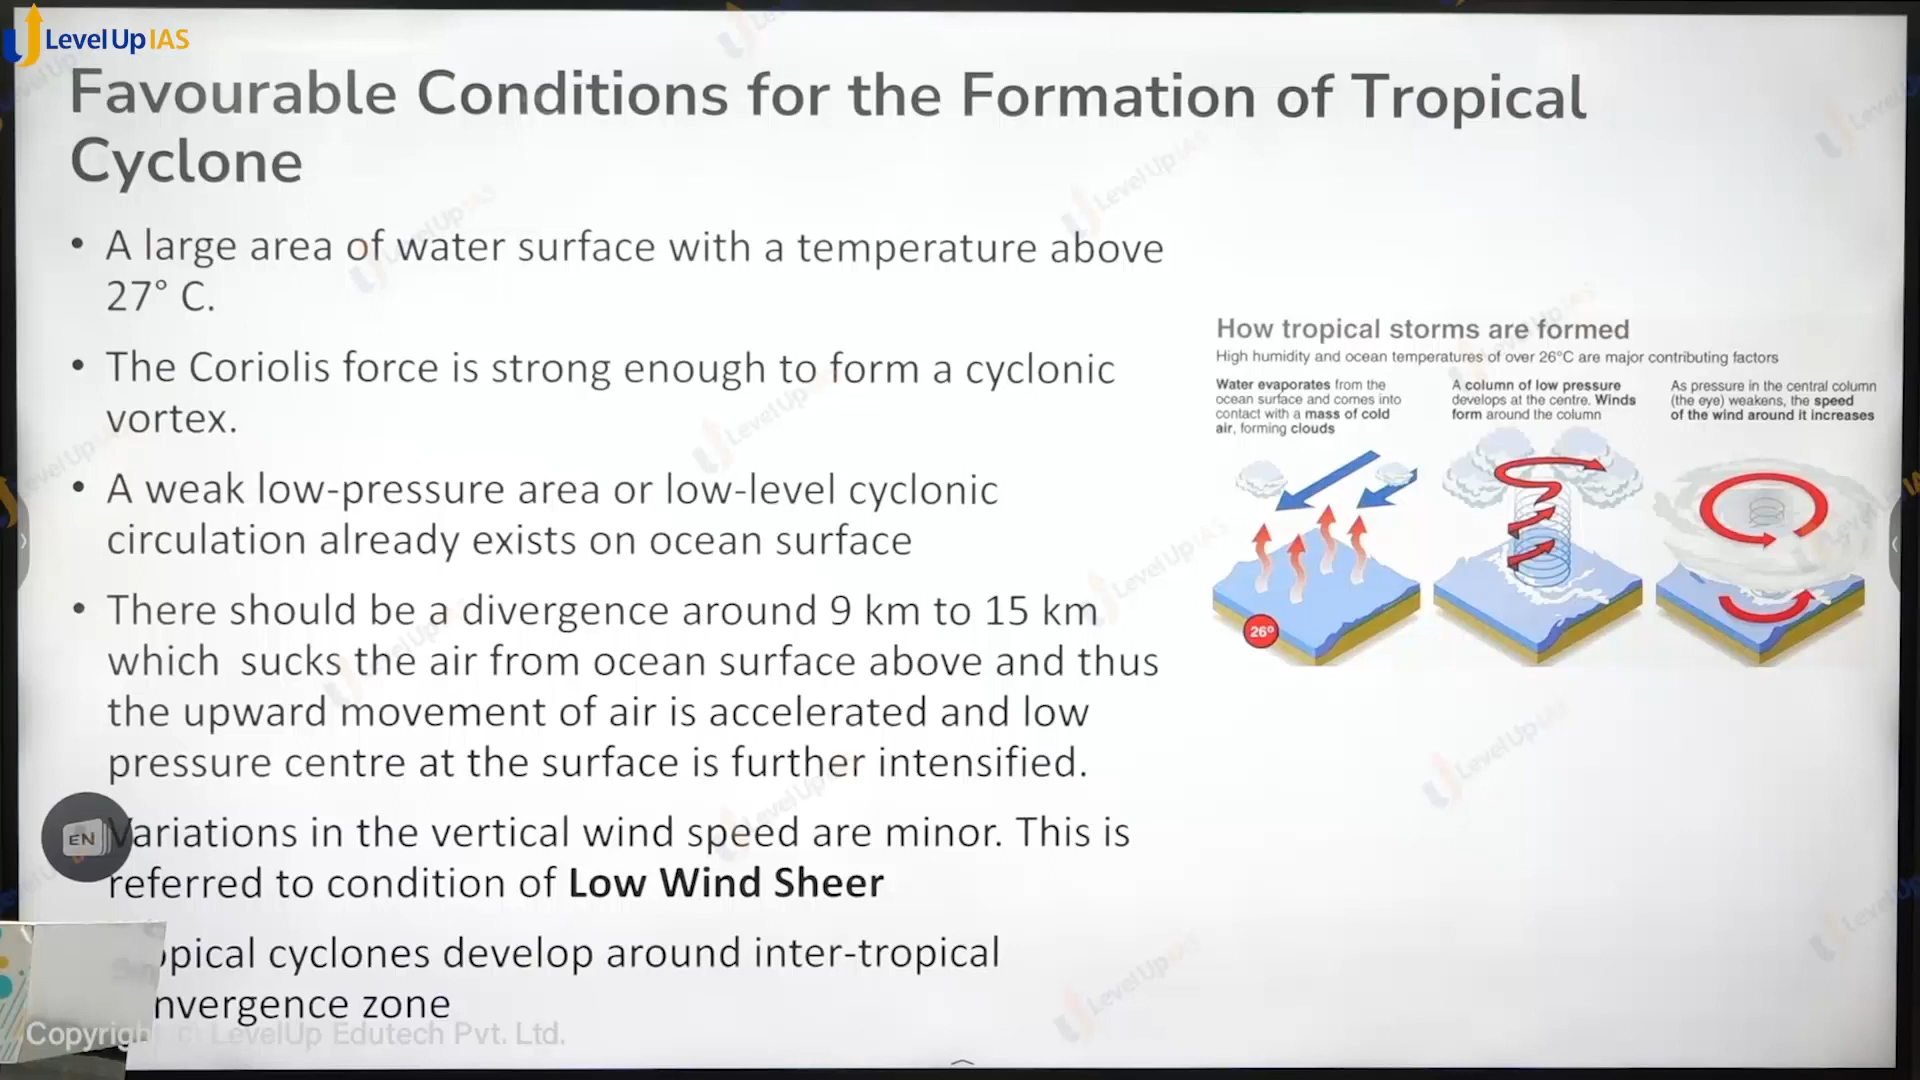 LevelUp IAS
Favourable Conditions for the Formation of Tropical
Cyclone
• A large area of water surface with a temperature above
27° C.
• The Coriolis force is strong enough to form a cyclonic
vortex.
• A weak low-pressure area or low-level cyclonic
circulation already exists on ocean surface
• There should be a divergence around 9 km to 15 km
which sucks the air from ocean surface above and thus
the upward movement of air is accelerated and low
pressure centre at the surface is further intensified.
Variations in the vertical wind speed are minor. This is
referred to condition of Low Wind Sheer
opical cyclones develop around inter-tropical
nvergence zone
EN
How tropical storms are formed
High humidity and ocean temperatures of over 26°C are major contributing factors
Water evaporates from the
ocean surface and comes into
contact with a mass of cold
air, forming clouds
A column of low pressure
develops at the centre. Winds
form around the column
As pressure in the central column
(the eye) weakens, the speed
of the wind around it increases
26°
Copyright (c) LevelUp Edutech Pvt. Ltd.